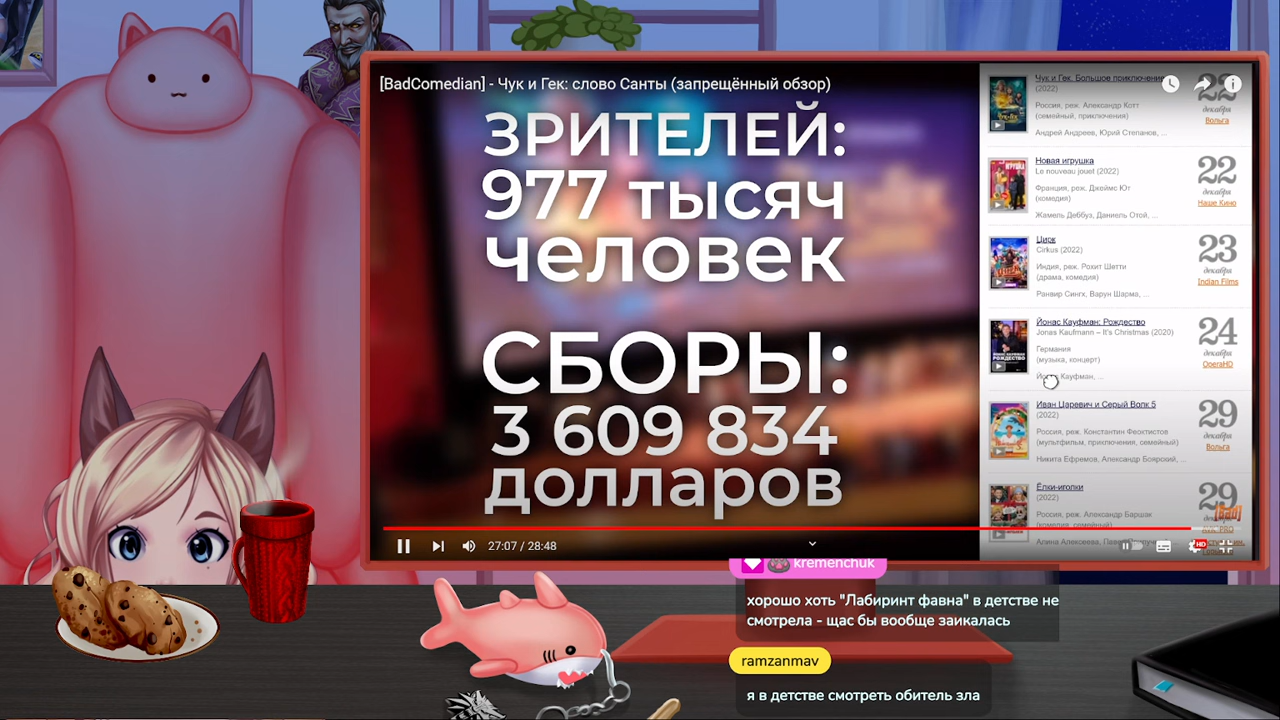 [BadComedian] - Чук и Гек: слово Санты (запрещённый обзор)
ЗРИТЕЛЕЙ:
977 тысяч
человек
СБОРЫ:
3 609 834
долларов
Чук и Гек. Большое приключение
(2022)
Россия, реж. Александр Котт
(семейный, приключения)
Андрей Андреев, Юрий Степанов, ...
22
декабря
Вольга
Новая игрушка
Le nouveau jouet (2022)
Франция, реж. Джеймс Ют
(комедия)
Жамель Деббуз, Даниель Отой, ...
22
декабря
Наше Кино
Цирк
Cirkus (2022)
Индия, реж. Рохит Шетти
(драма, комедия)
Ранвир Сингх, Варун Шарма, ...
23
декабря
Indian Films
Йонас Кауфман: Рождество
Jonas Kaufmann – It's Christmas (2020)
Германия
(музыка, концерт)
Йонас Кауфман, ...
24
декабря
OperaHD
Иван Царевич и Серый Волк 5
(2022)
Россия, реж. Константин Феоктистов
(мультфильм, приключения, семейный)
Никита Ефремов, Александр Боярский, ...
29
декабря
Вольга
Ёлки-иголки
(2022)
Россия, реж. Александр Баршак
(комедия, семейный)
29
27:07 / 28:48
HD
kremenchuk
хорошо хоть "Лабиринт фавна" в детстве не
смотрела - щас бы вообще заикалась
ramzanmav
я в детстве смотреть обитель зла